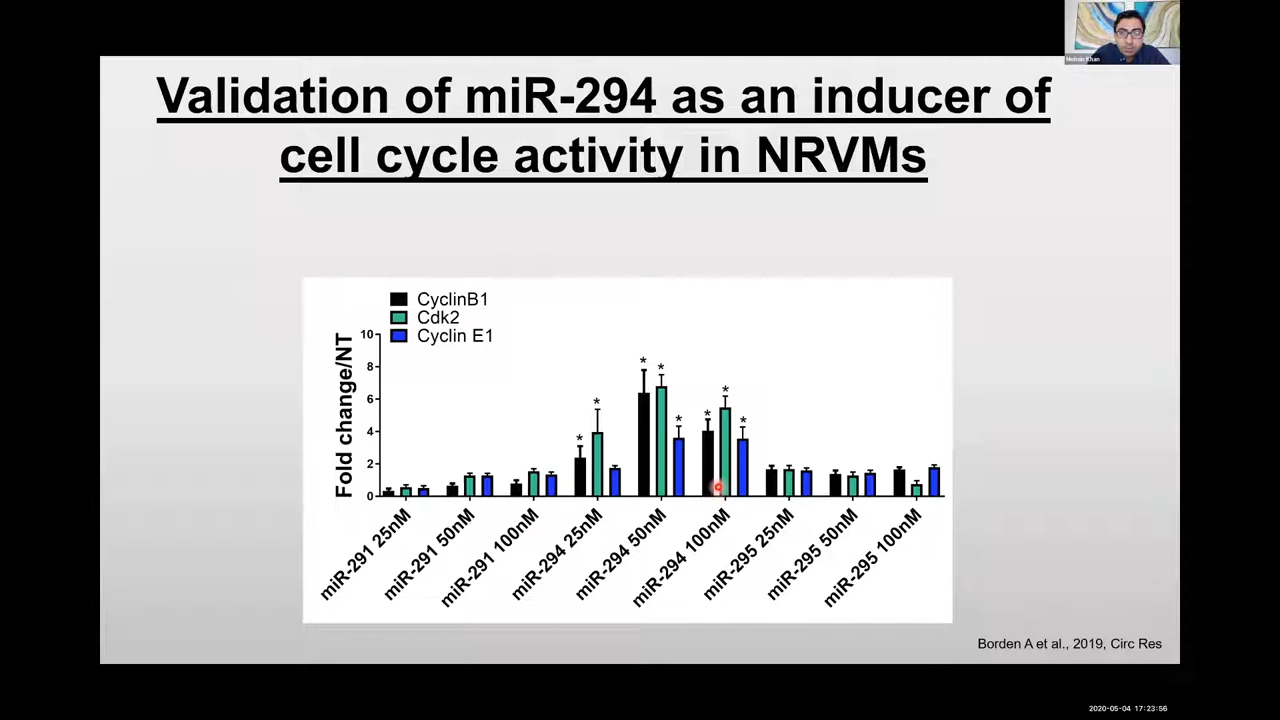 Mohsin Khan
Validation of miR-294 as an inducer of
cell cycle activity in NRVMs
CyclinB1
Cdk2
Cyclin E1
Fold change/NT
10
8
6
4
2
0
* * * * * * * *
miR-291 25nM
miR-291 50nM
miR-291 100nM
miR-294 25nM
miR-294 50nM
miR-294 100nM
miR-295 25nM
miR-295 50nM
miR-295 100nM
Borden A et al., 2019, Circ Res
2020-05-04 17:23:56